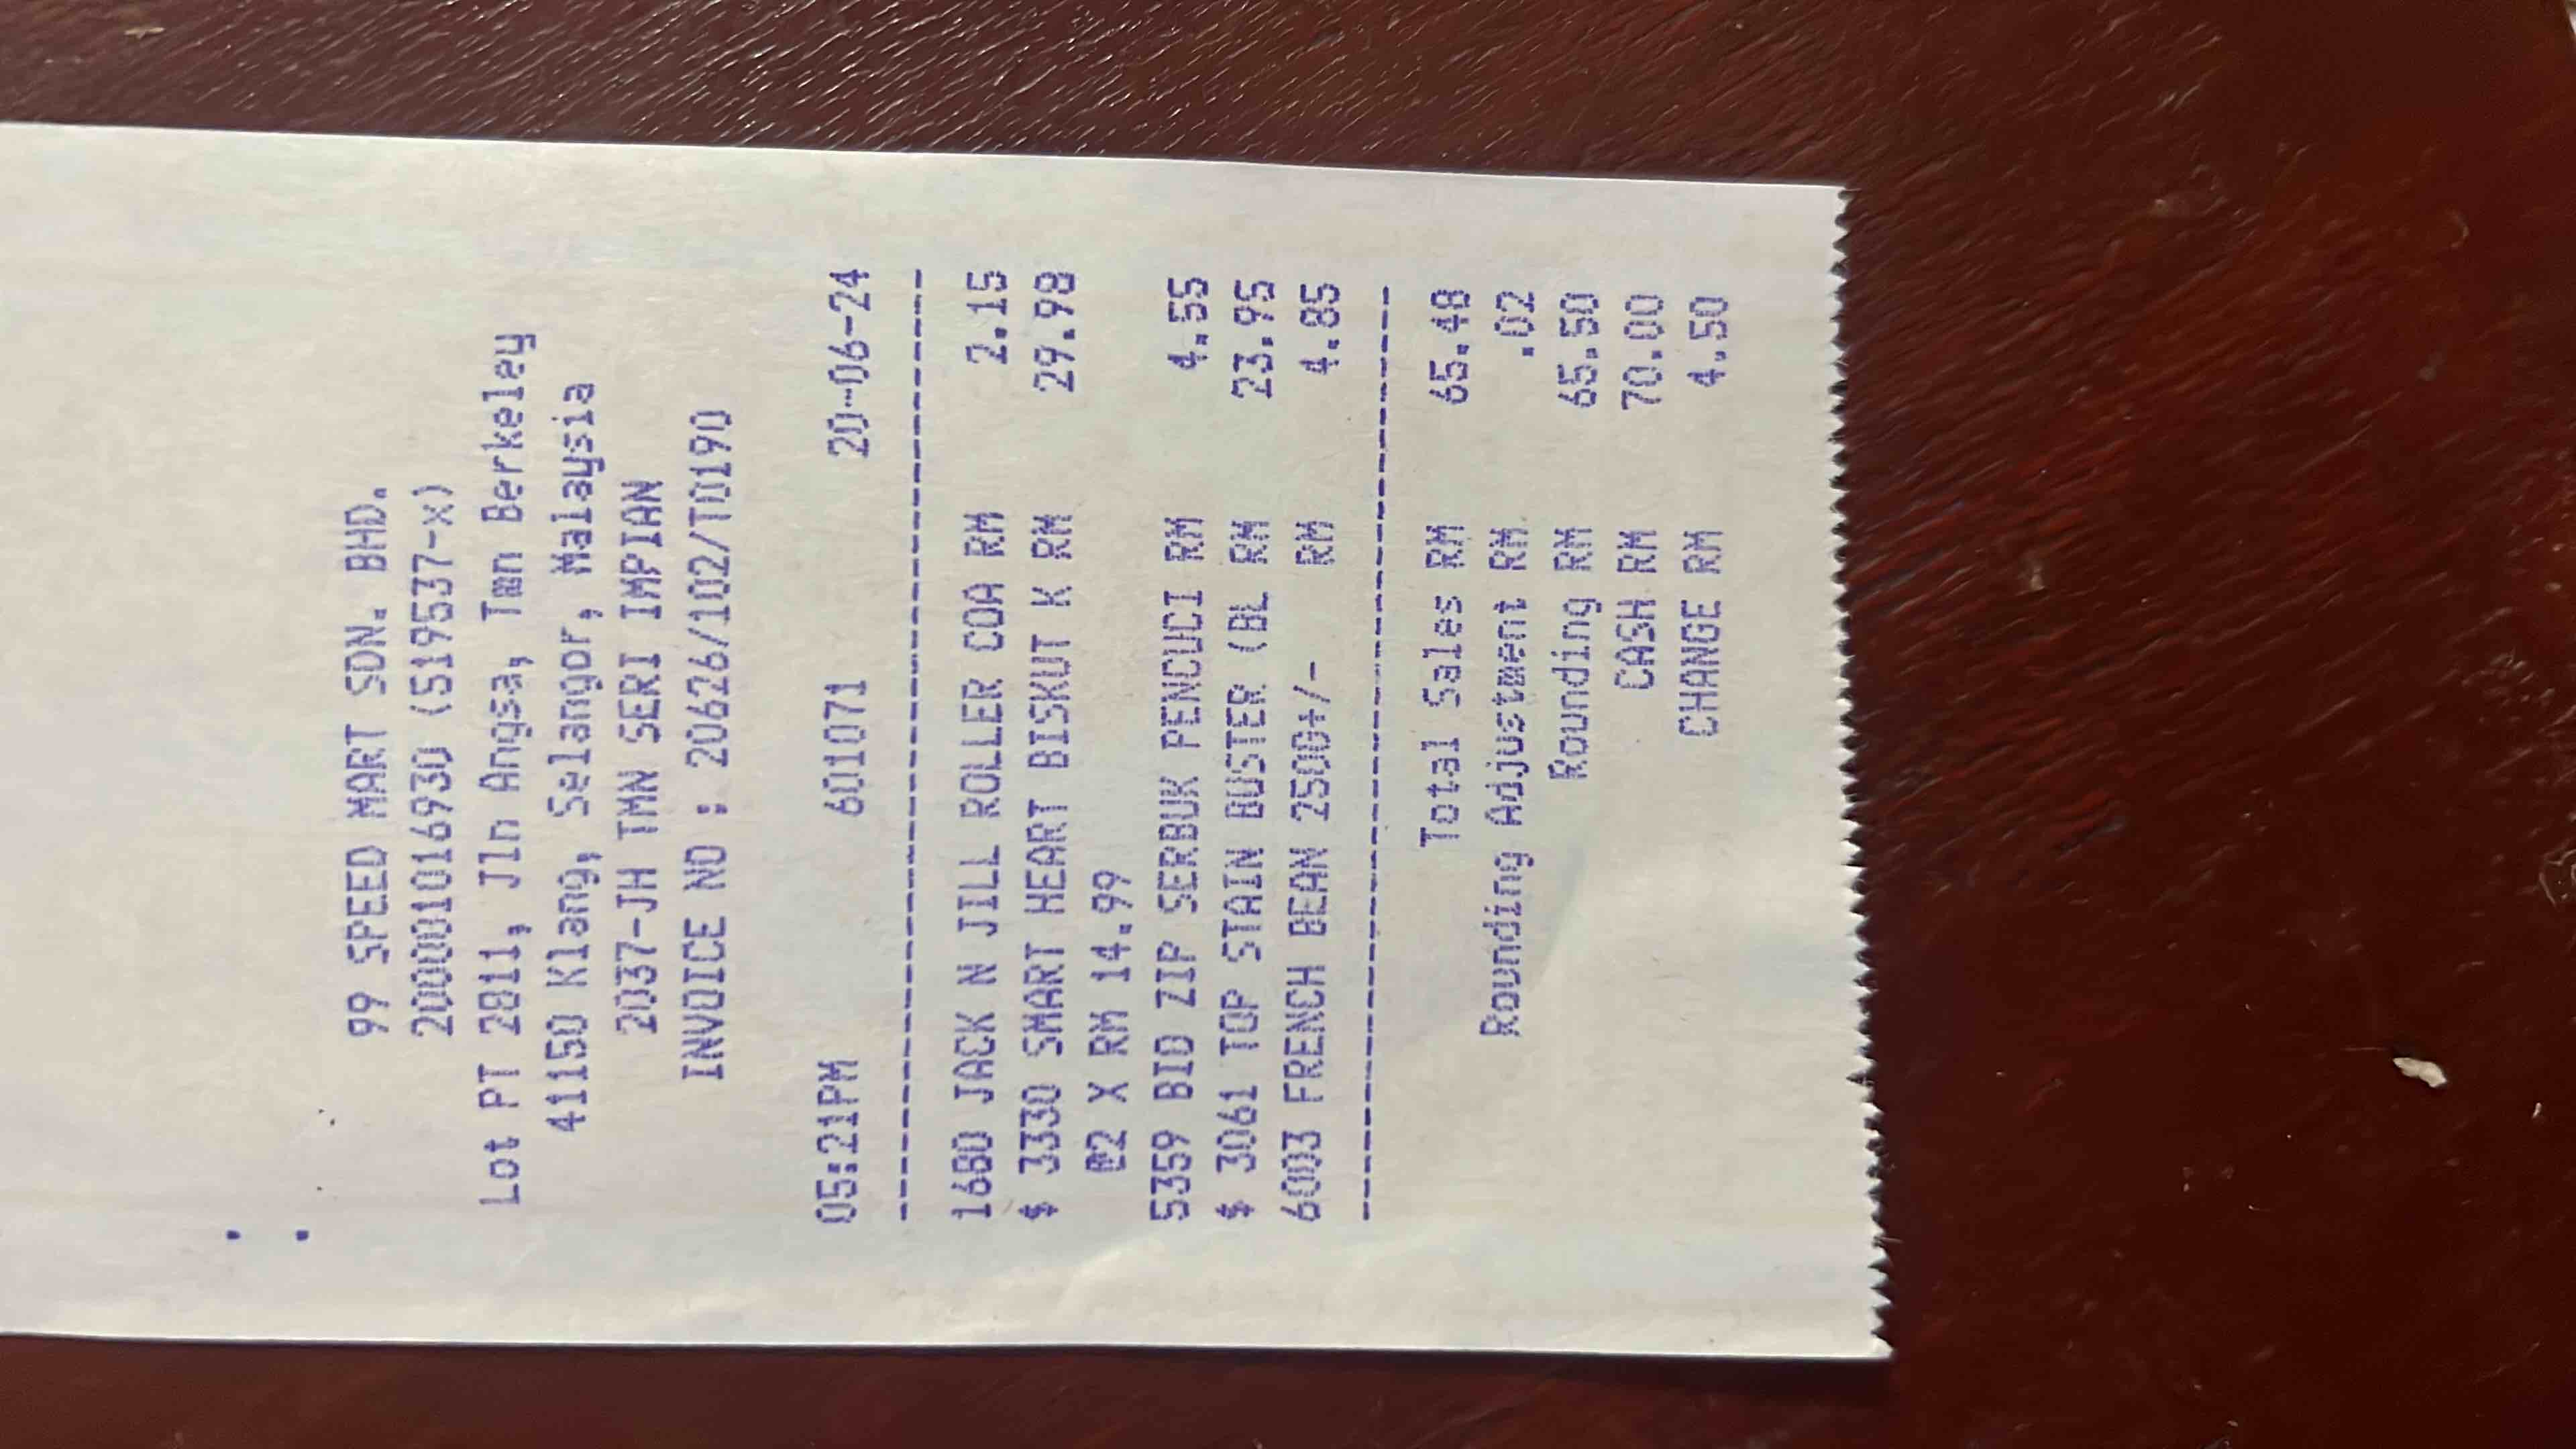 99 SPEED MART SDN. BHD.
200001016930 (519537-x)
Lot PT 2811, Jln Angsa, Tmn Berkeley
41150 Klang, Selangor, Malaysia
2037-JH TMN SERI IMPIAN
INVOICE NO : 20626/102/T0190
05:21PM 601071 20-06-24
1680 JACK N JILL ROLLER COA RM 2.15
$ 3330 SMART HEART BISKUT K RM 29.98
@2 X RM 14.99
5359 BIO ZIP SERBUK PENCUCI RM 4.55
$ 3061 TOP STAIN BUSTER (BL RM 23.95
6003 FRENCH BEAN 250G+/- RM 4.85
Total Sales RM 65.48
Rounding Adjustment RM .02
Rounding RM 65.50
CASH RM 70.00
CHANGE RM 4.50